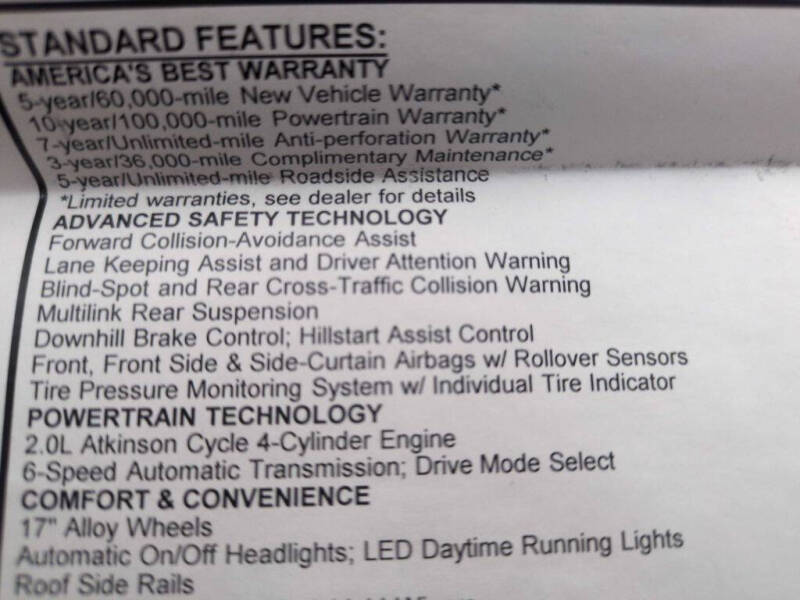 STANDARD FEATURES:
AMERICA'S BEST WARRANTY
5-year/60,000-mile New Vehicle Warranty*
10-year/100,000-mile Powertrain Warranty*
7-year/Unlimited-mile Anti-perforation Warranty*
3-year/36,000-mile Complimentary Maintenance*
5-year/Unlimited-mile Roadside Assistance
*Limited warranties, see dealer for details
ADVANCED SAFETY TECHNOLOGY
Forward Collision-Avoidance Assist
Lane Keeping Assist and Driver Attention Warning
Blind-Spot and Rear Cross-Traffic Collision Warning
Multilink Rear Suspension
Downhill Brake Control; Hillstart Assist Control
Front, Front Side & Side-Curtain Airbags w/ Rollover Sensors
Tire Pressure Monitoring System w/ Individual Tire Indicator
POWERTRAIN TECHNOLOGY
2.0L Atkinson Cycle 4-Cylinder Engine
6-Speed Automatic Transmission; Drive Mode Select
COMFORT & CONVENIENCE
17" Alloy Wheels
Automatic On/Off Headlights; LED Daytime Running Lights
Roof Side Rails